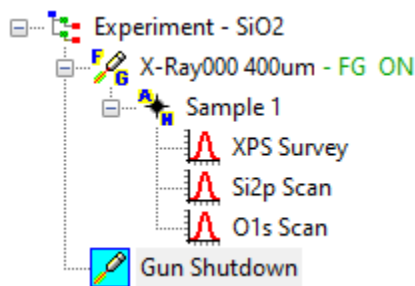 Experiment - SiO2
F G X-Ray000 400um - FG ON
A H Sample 1
XPS Survey
Si2p Scan
O1s Scan
Gun Shutdown